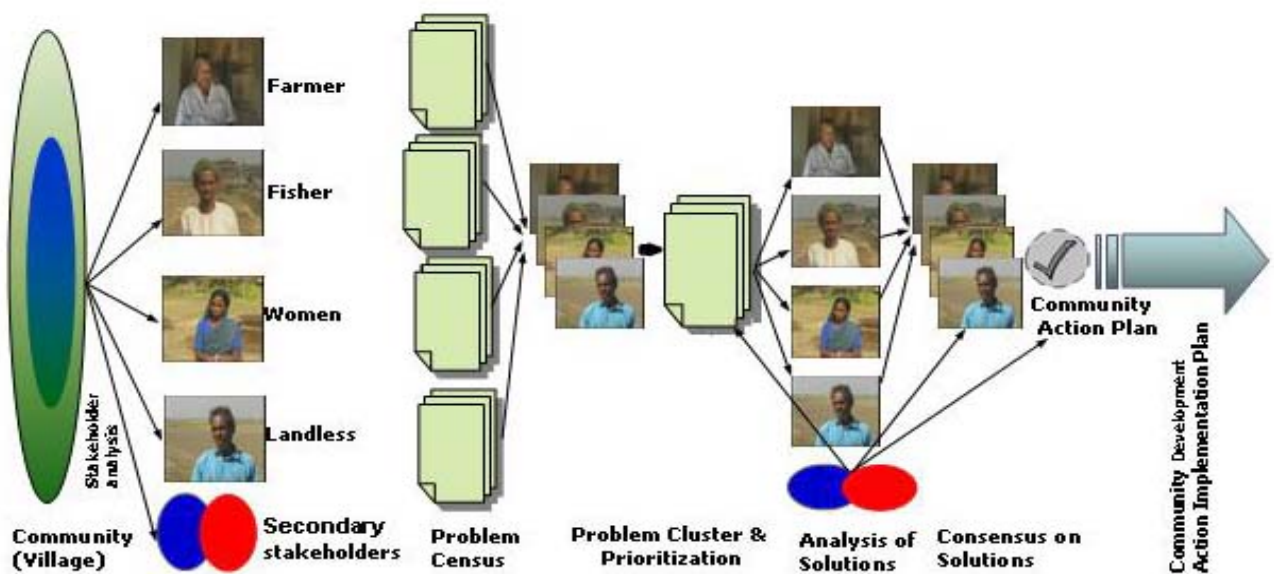 Farmer
Fisher
Women
Landless
Stakeholder
analysis
Community
(Village)
Secondary
stakeholders
Problem
Census
Problem Cluster &
Prioritization
Analysis of
Solutions
Consensus on
Solutions
Community
Action Plan
Community Development
Action Implementation Plan